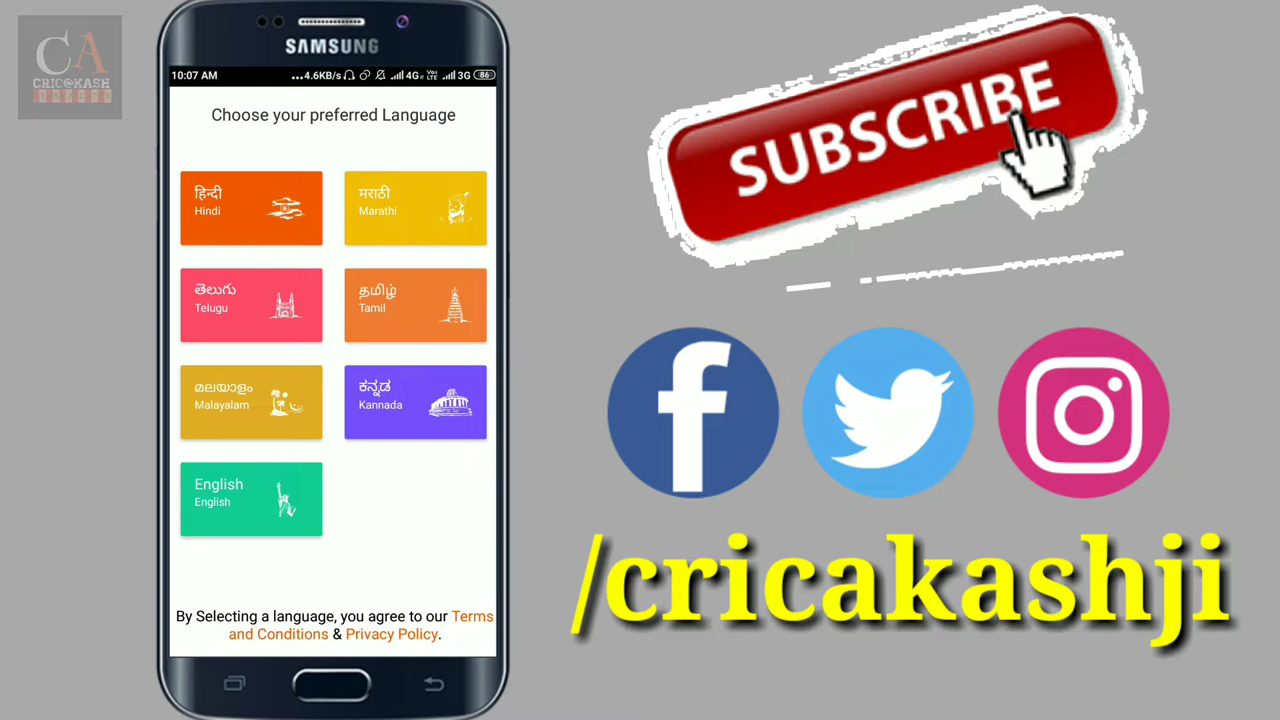 CA
CRIC@KASH
SAMSUNG
10:07 AM
...4.6KB/s 4G VoLTE 3G 86
Choose your preferred Language
हिन्दी
Hindi
मराठी
Marathi
తెలుగు
Telugu
தமிழ்
Tamil
മലയാളം
Malayalam
ಕನ್ನಡ
Kannada
English
English
By Selecting a language, you agree to our Terms
and Conditions & Privacy Policy.
SUBSCRIBE
/cricakashji